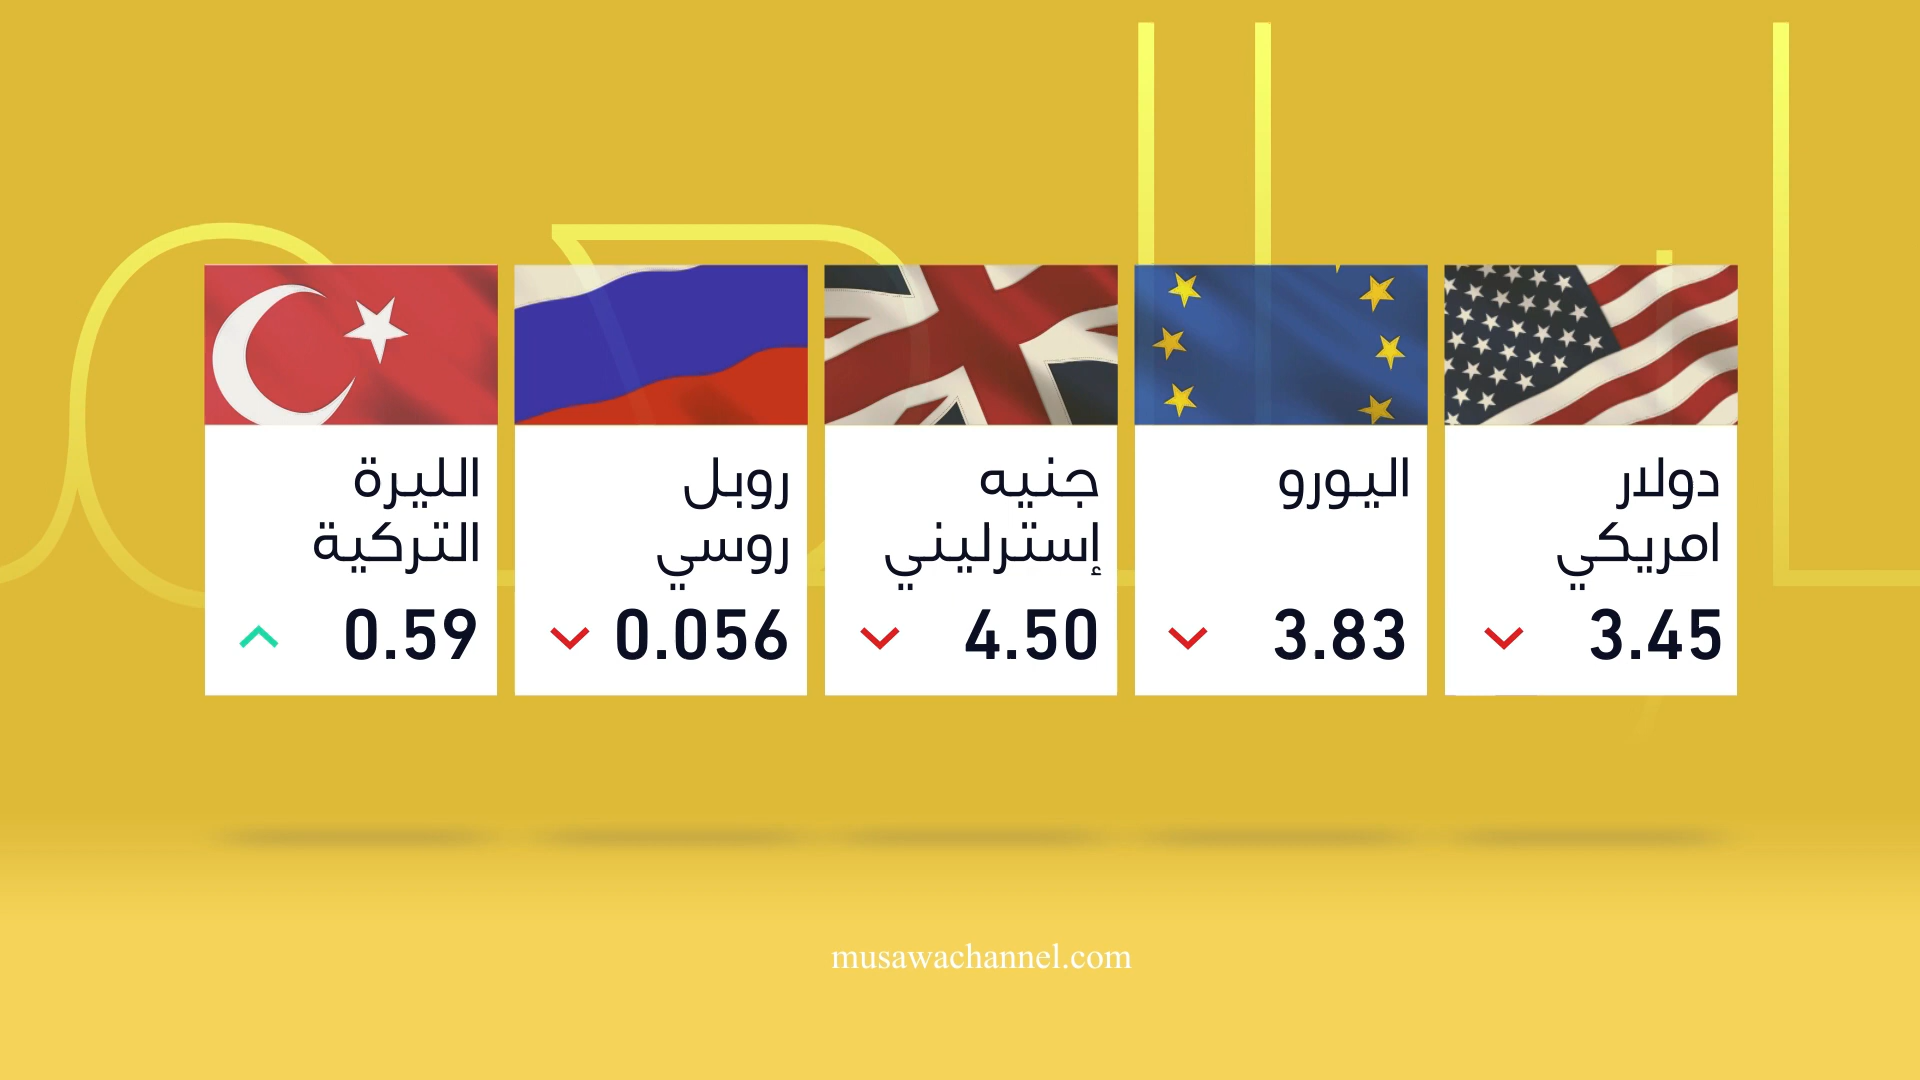 دولار
امريكي
3.45
اليورو
3.83
جنيه
إسترليني
4.50
روبل
روسي
0.056
الليرة
التركية
0.59
musawachannel.com